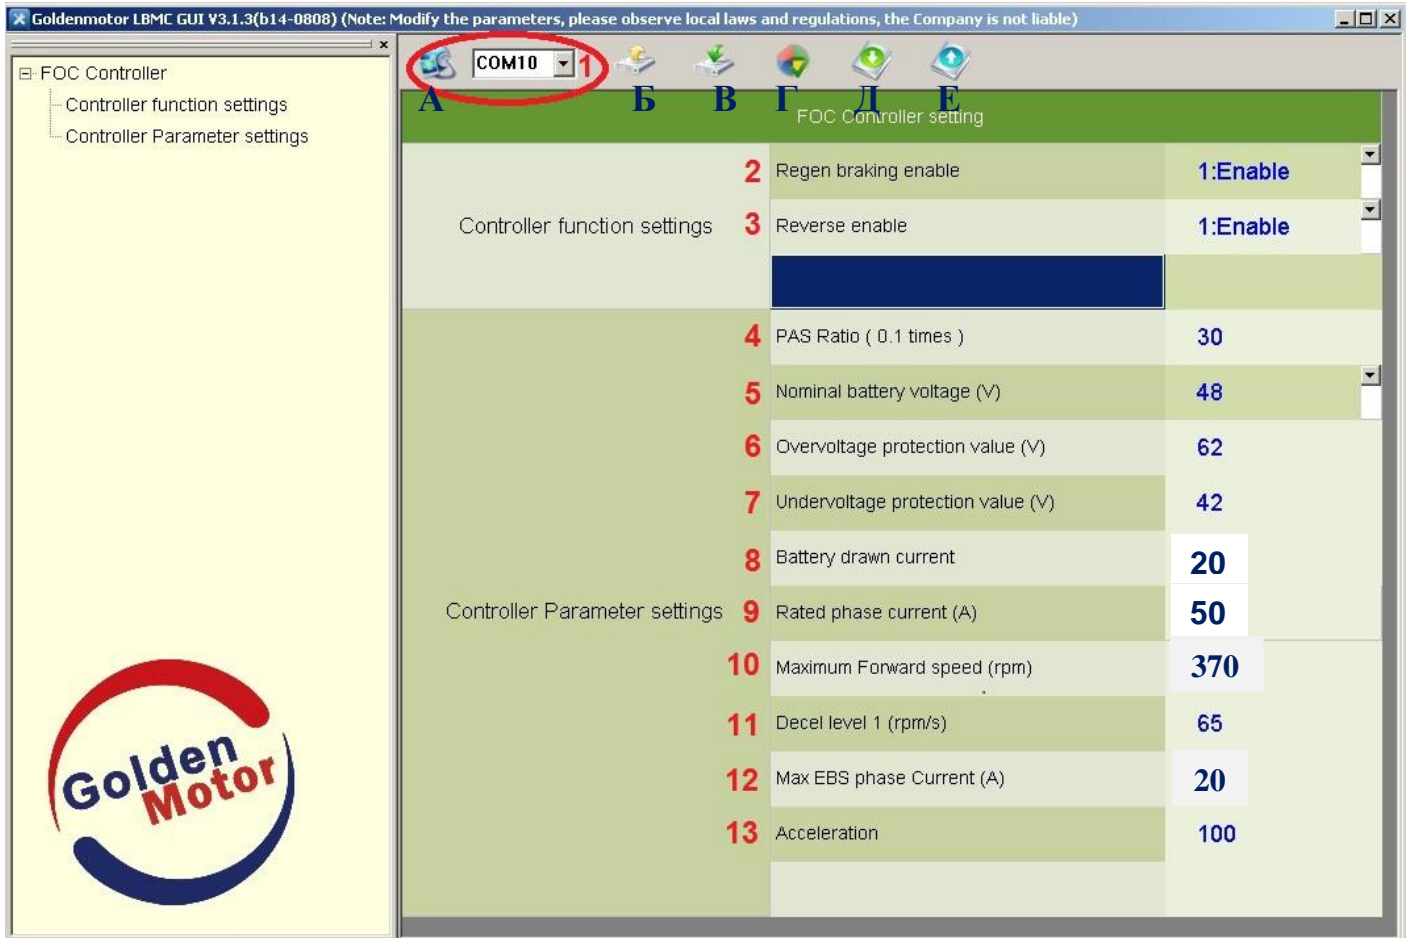 Goldenmotor LBMC GUI V3.1.3(b14-0808) (Note: Modify the parameters, please observe local laws and regulations, the Company is not liable)
FOC Controller
Controller function settings
Controller Parameter settings
COM10 1
А Б В Г Д Е
FOC Controller setting
Controller function settings
2 Regen braking enable 1:Enable
3 Reverse enable 1:Enable
Controller Parameter settings
4 PAS Ratio ( 0.1 times ) 30
5 Nominal battery voltage (V) 48
6 Overvoltage protection value (V) 62
7 Undervoltage protection value (V) 42
8 Battery drawn current 20
9 Rated phase current (A) 50
10 Maximum Forward speed (rpm) 370
11 Decel level 1 (rpm/s) 65
12 Max EBS phase Current (A) 20
13 Acceleration 100
Golden
Motor